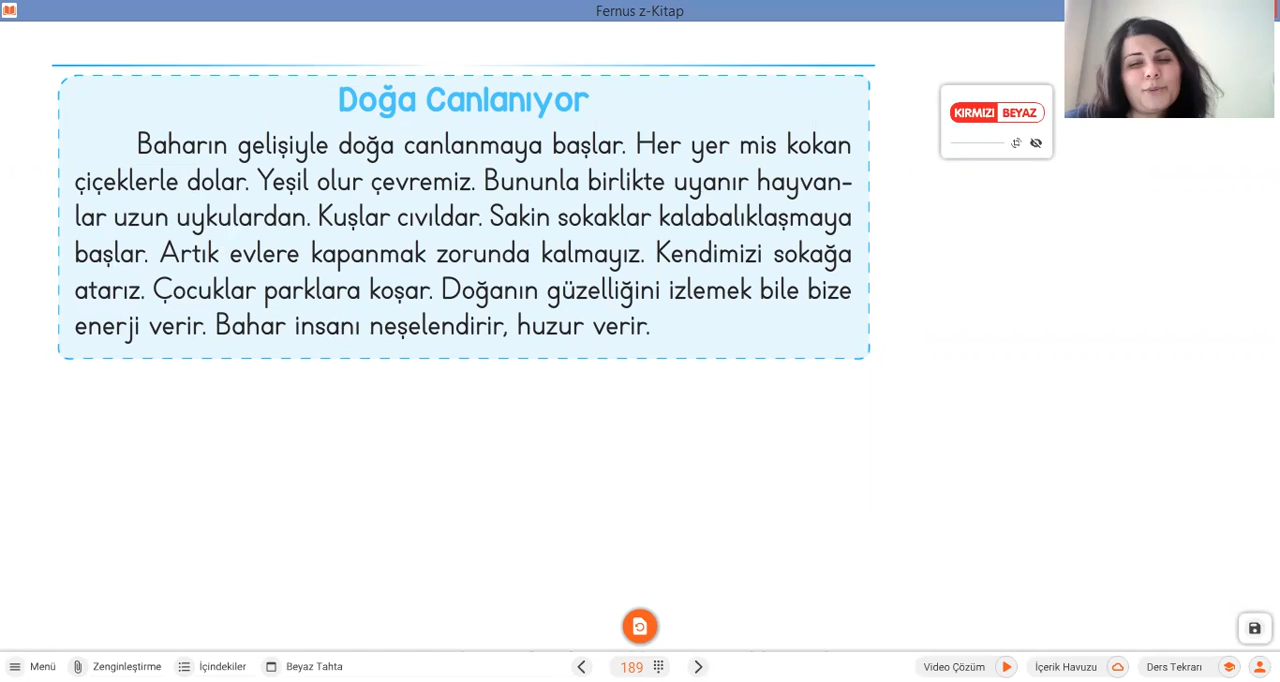 Fernus z-Kitap
Doğa Canlanıyor
Baharın gelişiyle doğa canlanmaya başlar. Her yer mis kokan
çiçeklerle dolar. Yeşil olur çevremiz. Bununla birlikte uyanır hayvan-
lar uzun uykulardan. Kuşlar cıvıldar. Sakin sokaklar kalabalıklaşmaya
başlar. Artık evlere kapanmak zorunda kalmayız. Kendimizi sokağa
atarız. Çocuklar parklara koşar. Doğanın güzelliğini izlemek bile bize
enerji verir. Bahar insanı neşelendirir, huzur verir.
KIRMIZI BEYAZ
Menü Zenginleştirme İçindekiler Beyaz Tahta 189 Video Çözüm İçerik Havuzu Ders Tekrarı